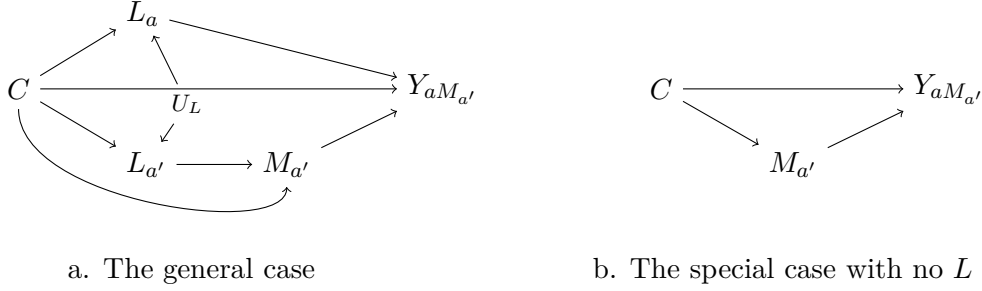 L_a
C
U_L
Y_{aM_{a'}}
L_{a'}
M_{a'}
a. The general case
C
Y_{aM_{a'}}
M_{a'}
b. The special case with no L